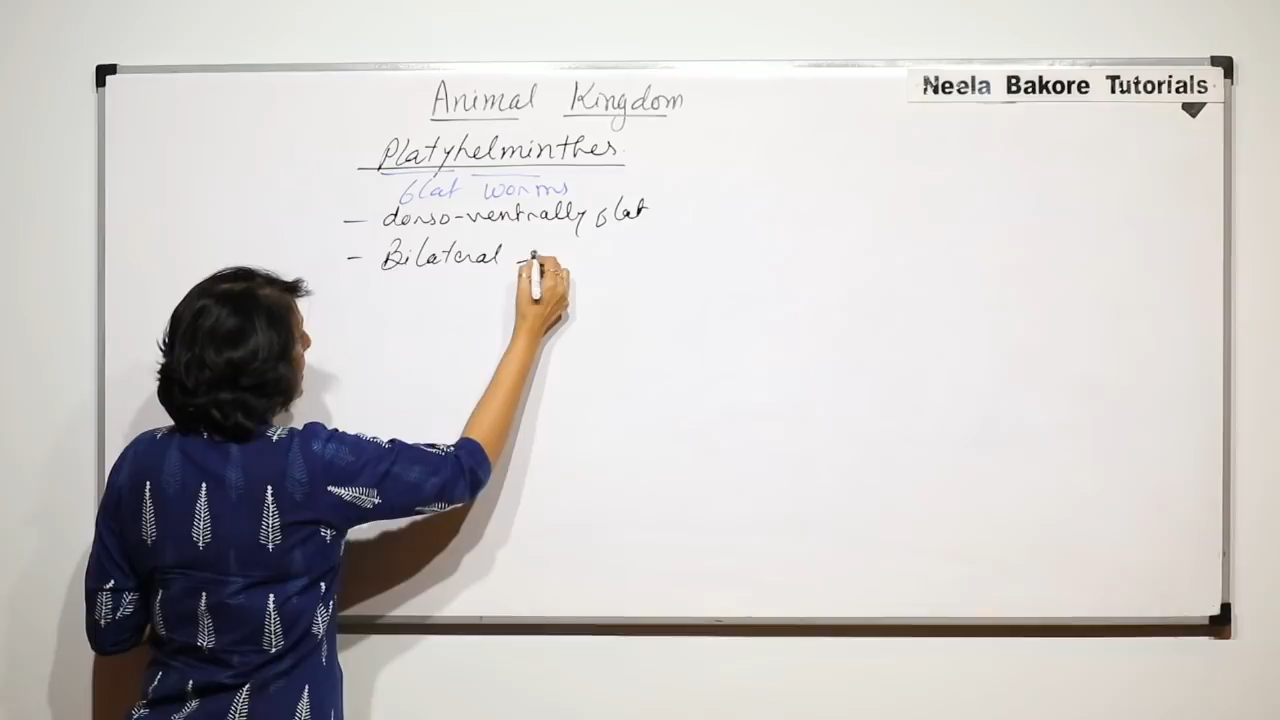 Animal Kingdom
Neela Bakore Tutorials
Platyhelminthes.
flat worms
- dorso-ventrally flat
- Bilateral -